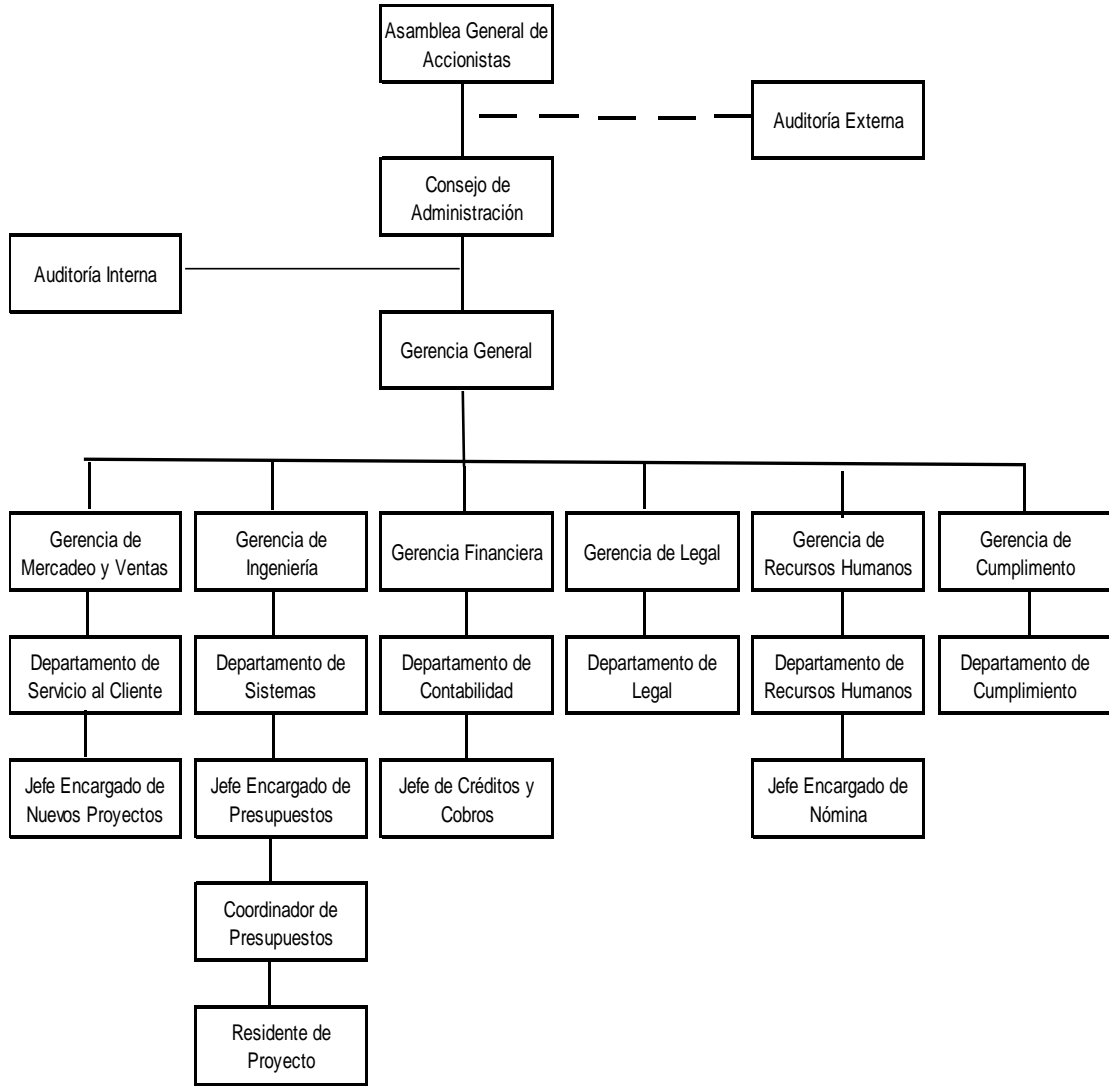 Asamblea General de
Accionistas
Auditoría Externa
Consejo de
Administración
Auditoría Interna
Gerencia General
Gerencia de
Mercadeo y Ventas
Gerencia de
Ingeniería
Gerencia Financiera
Gerencia de Legal
Gerencia de
Recursos Humanos
Gerencia de
Cumplimento
Departamento de
Servicio al Cliente
Departamento de
Sistemas
Departamento de
Contabilidad
Departamento de
Legal
Departamento de
Recursos Humanos
Departamento de
Cumplimiento
Jefe Encargado de
Nuevos Proyectos
Jefe Encargado de
Presupuestos
Jefe de Créditos y
Cobros
Jefe Encargado de
Nómina
Coordinador de
Presupuestos
Residente de
Proyecto